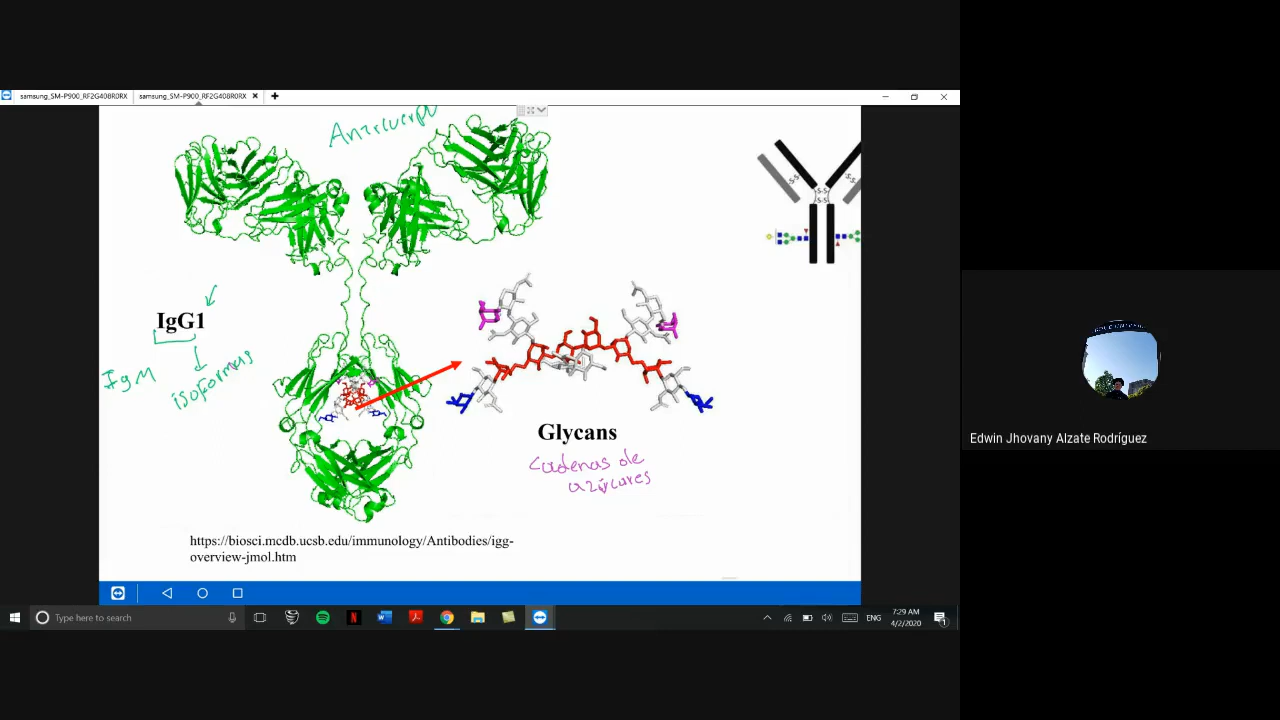 samsung_SM-P900_RF2G408R0RX
samsung_SM-P900_RF2G408R0RX
IgG1
IgM
isoformas
-S-S-
-S-S-
S-S-
S-S
Glycans
Cadenas de
azúcares
https://biosci.mcdb.ucsb.edu/immunology/Antibodies/igg-
overview-jmol.htm
Edwin Jhovany Alzate Rodríguez
Type here to search
ENG
7:29 AM
4/2/2020